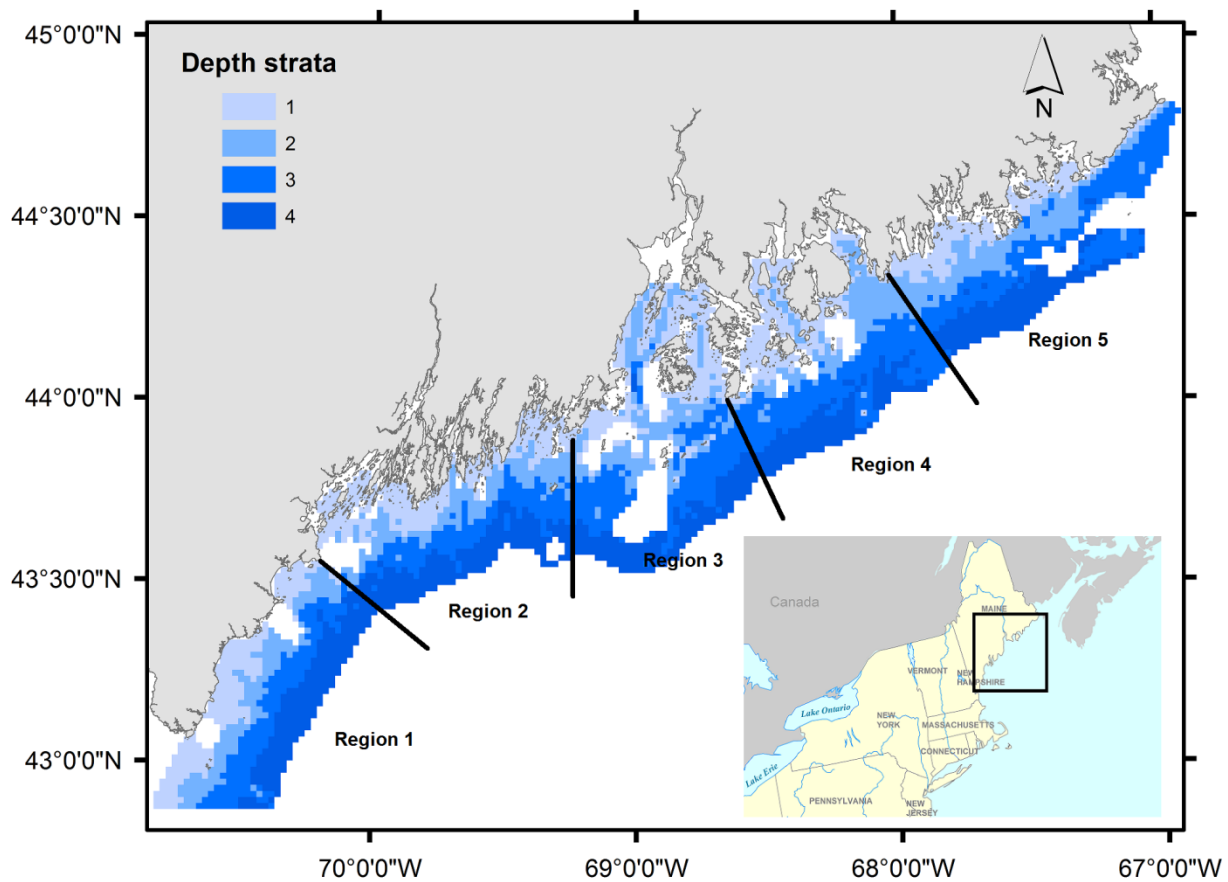 45°0'0"N
44°30'0"N
44°0'0"N
43°30'0"N
43°0'0"N
Depth strata
1
2
3
4
N
Region 5
Region 4
Region 3
Region 2
Region 1
Canada
MAINE
VERMONT
NEW
HAMPSHIRE
Lake Ontario
NEW
YORK
MASSACHUSETTS
CONNECTICUT
Lake Erie
PENNSYLVANIA
NEW
JERSEY
70°0'0"W
69°0'0"W
68°0'0"W
67°0'0"W